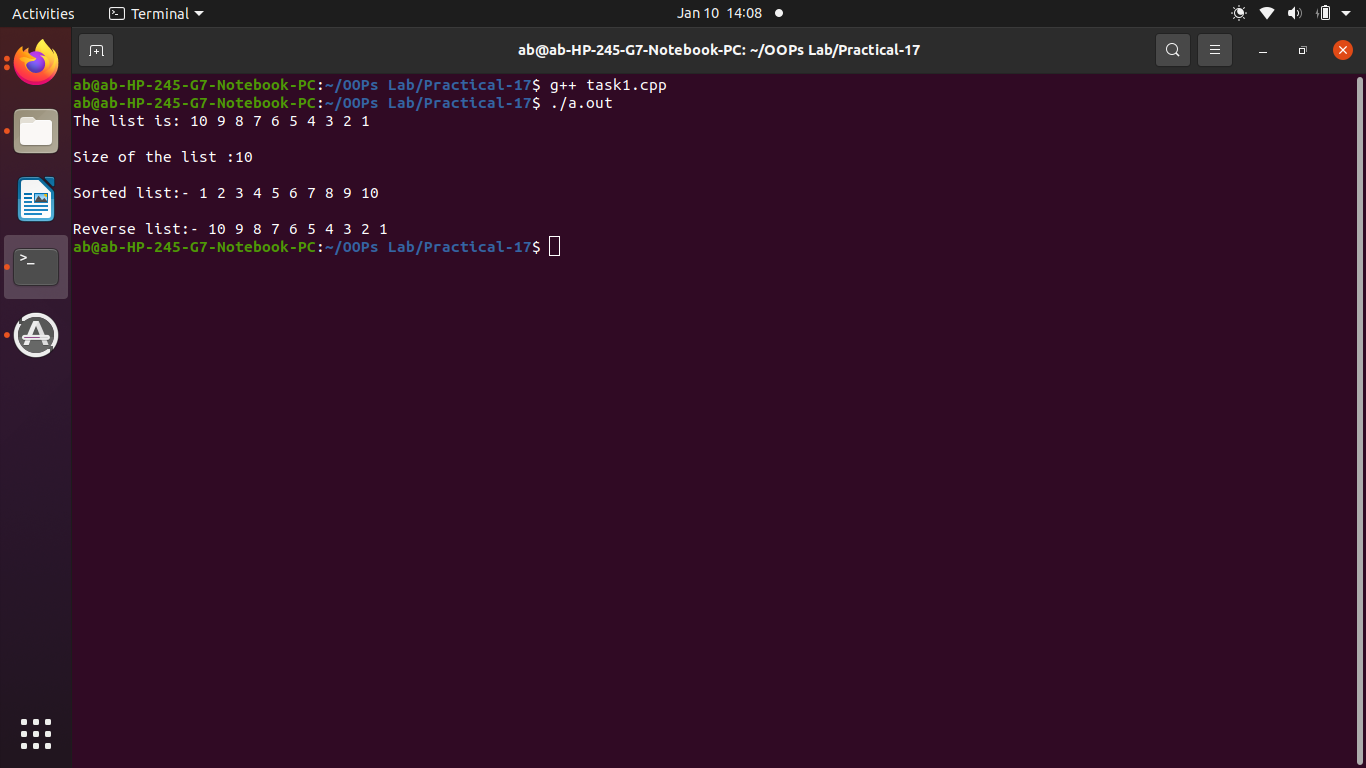 Activities
Terminal
Jan 10 14:08
ab@ab-HP-245-G7-Notebook-PC: ~/OOPs Lab/Practical-17
ab@ab-HP-245-G7-Notebook-PC:~/OOPs Lab/Practical-17$ g++ task1.cpp
ab@ab-HP-245-G7-Notebook-PC:~/OOPs Lab/Practical-17$ ./a.out
The list is: 10 9 8 7 6 5 4 3 2 1
Size of the list :10
Sorted list:- 1 2 3 4 5 6 7 8 9 10
Reverse list:- 10 9 8 7 6 5 4 3 2 1
ab@ab-HP-245-G7-Notebook-PC:~/OOPs Lab/Practical-17$